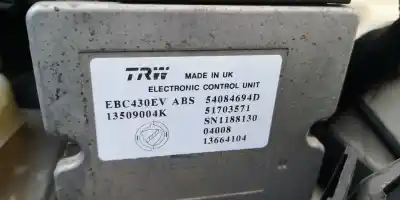 TRW MADE IN UK
ELECTRONIC CONTROL UNIT
EBC430EV ABS 54084694D
13509004K 51703571
SN1188130
04008
13664104